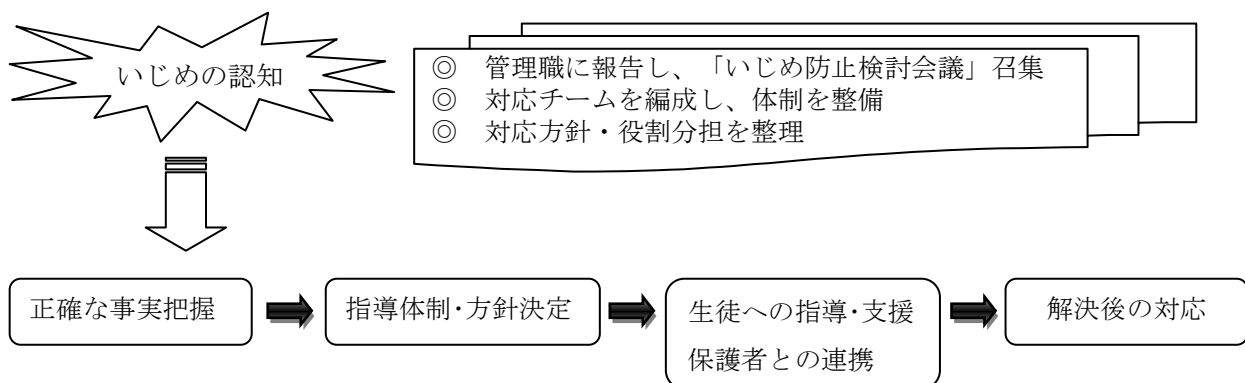 いじめの認知
◎ 管理職に報告し、「いじめ防止検討会議」召集
◎ 対応チームを編成し、体制を整備
◎ 対応方針・役割分担を整理
正確な事実把握
指導体制･方針決定
生徒への指導･支援
保護者との連携
解決後の対応